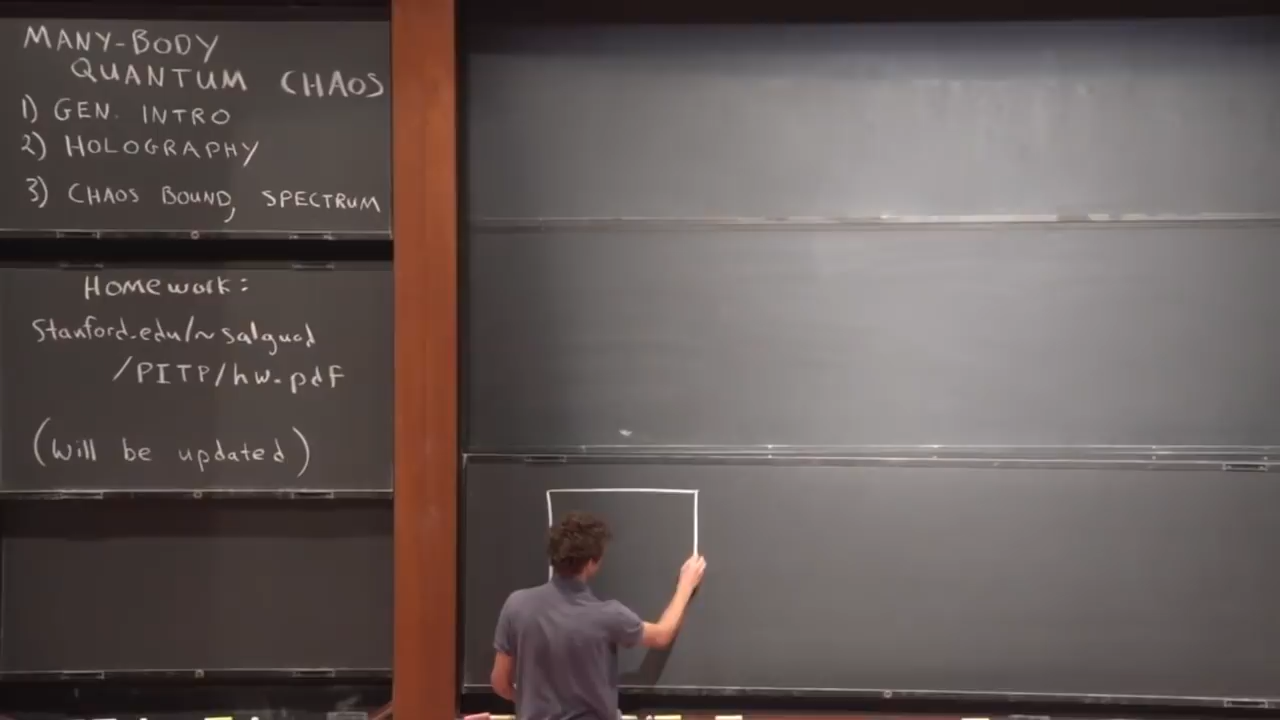 MANY-BODY
QUANTUM CHAOS
1) GEN. INTRO
2) HOLOGRAPHY
3) CHAOS BOUND, SPECTRUM
Homework:
Stanford.edu/~salguod
/PITP/hw.pdf
(will be updated)